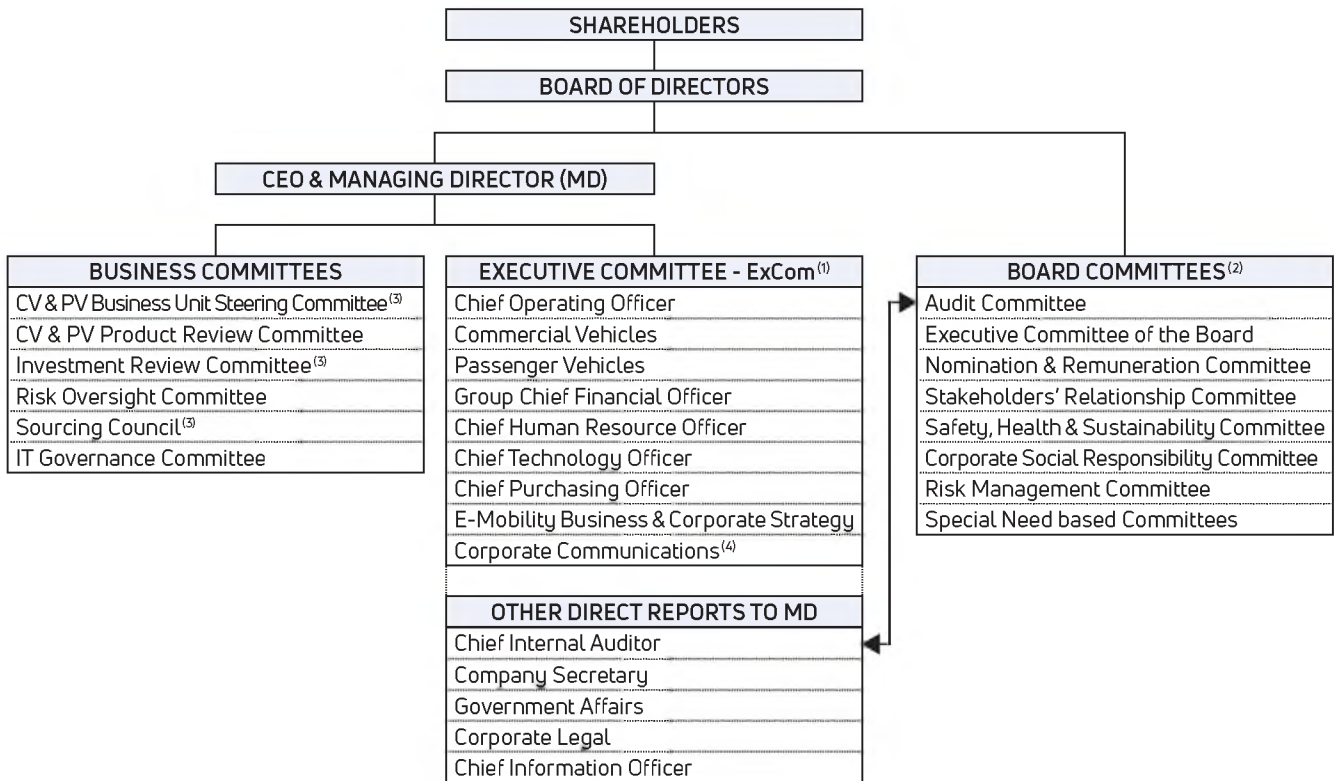 SHAREHOLDERS
BOARD OF DIRECTORS
CEO & MANAGING DIRECTOR (MD)
BUSINESS COMMITTEES
CV & PV Business Unit Steering Committee(3)
CV & PV Product Review Committee
Investment Review Committee(3)
Risk Oversight Committee
Sourcing Council(3)
IT Governance Committee
EXECUTIVE COMMITTEE - ExCom(1)
Chief Operating Officer
Commercial Vehicles
Passenger Vehicles
Group Chief Financial Officer
Chief Human Resource Officer
Chief Technology Officer
Chief Purchasing Officer
E-Mobility Business & Corporate Strategy
Corporate Communications(4)
OTHER DIRECT REPORTS TO MD
Chief Internal Auditor
Company Secretary
Government Affairs
Corporate Legal
Chief Information Officer
BOARD COMMITTEES(2)
Audit Committee
Executive Committee of the Board
Nomination & Remuneration Committee
Stakeholders' Relationship Committee
Safety, Health & Sustainability Committee
Corporate Social Responsibility Committee
Risk Management Committee
Special Need based Committees